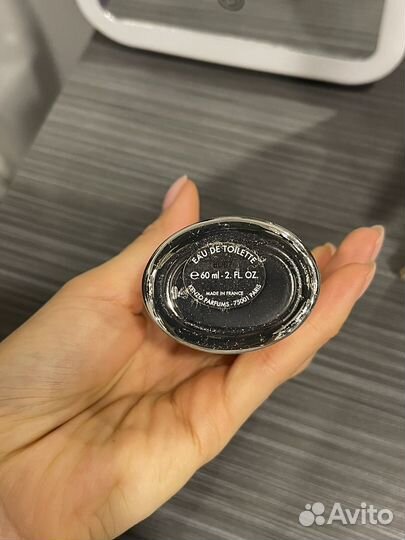 EAU DE TOILETTE
℮ 60 ml - 2. FL. OZ.
MADE IN FRANCE
KENZO PARFUMS - 75001 PARIS
Avito